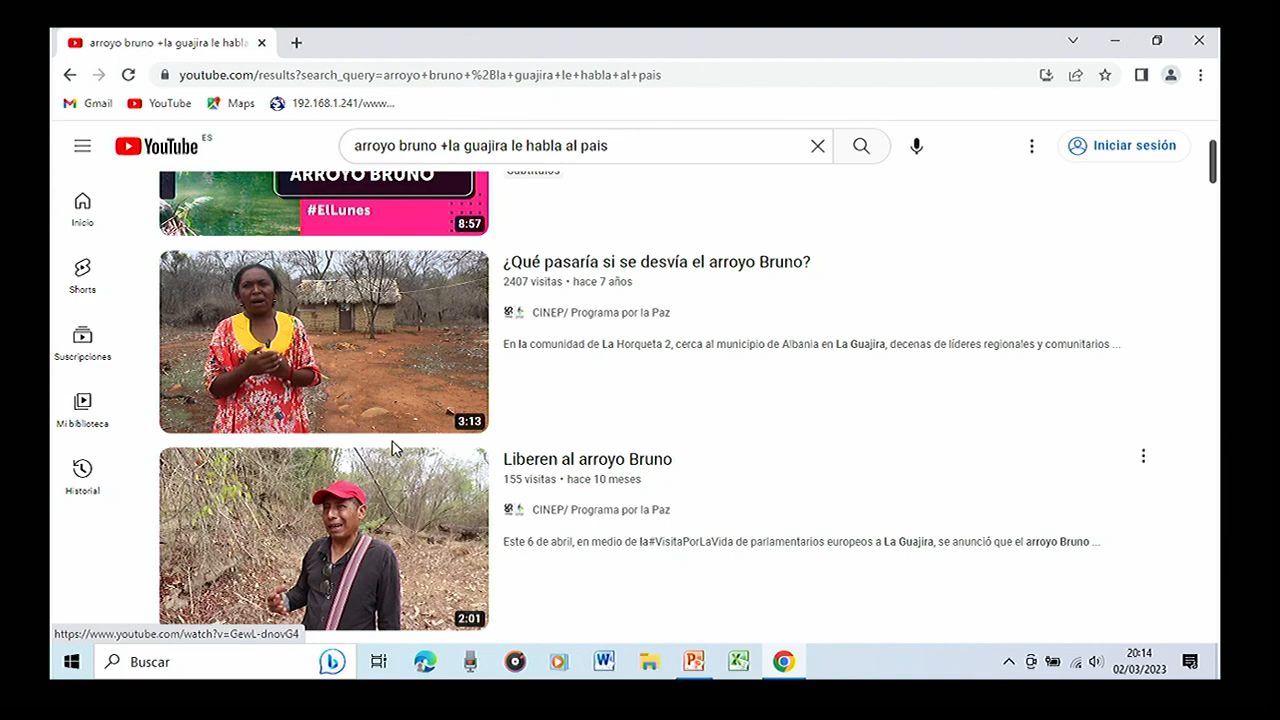 arroyo bruno +la guajira le habla
youtube.com/results?search_query=arroyo+bruno+%2Bla+guajira+le+habla+al+pais
Gmail
YouTube
Maps
192.168.1.241/www...
YouTube ES
arroyo bruno +la guajira le habla al pais
Iniciar sesión
Inicio
Shorts
Suscripciones
Mi biblioteca
Historial
ARROYO BRUNO
#ElLunes
8:57
Subtítulos
¿Qué pasaría si se desvía el arroyo Bruno?
2407 visitas • hace 7 años
CINEP/ Programa por la Paz
En la comunidad de La Horqueta 2, cerca al municipio de Albania en La Guajira, decenas de líderes regionales y comunitarios ...
3:13
Liberen al arroyo Bruno
155 visitas • hace 10 meses
CINEP/ Programa por la Paz
Este 6 de abril, en medio de la#VisitaPorLaVida de parlamentarios europeos a La Guajira, se anunció que el arroyo Bruno ...
2:01
https://www.youtube.com/watch?v=GewL-dnovG4
Buscar
20:14
02/03/2023